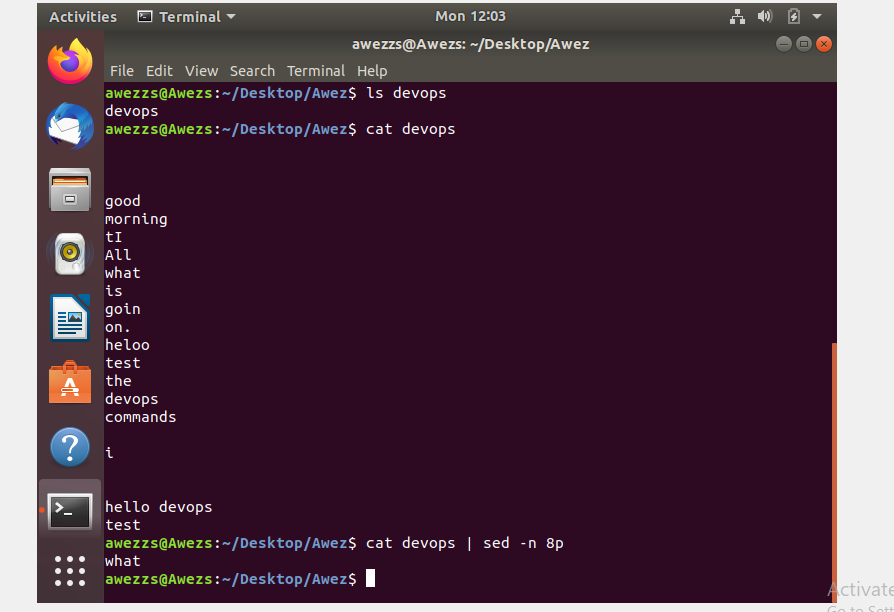 Activities Terminal Mon 12:03
awezzs@Awezs: ~/Desktop/Awez
File Edit View Search Terminal Help
awezzs@Awezs:~/Desktop/Awez$ ls devops
devops
awezzs@Awezs:~/Desktop/Awez$ cat devops
good
morning
tI
All
what
is
goin
on.
heloo
test
the
devops
commands
i
hello devops
test
awezzs@Awezs:~/Desktop/Awez$ cat devops | sed -n 8p
what
awezzs@Awezs:~/Desktop/Awez$
Activate
Go to Sett